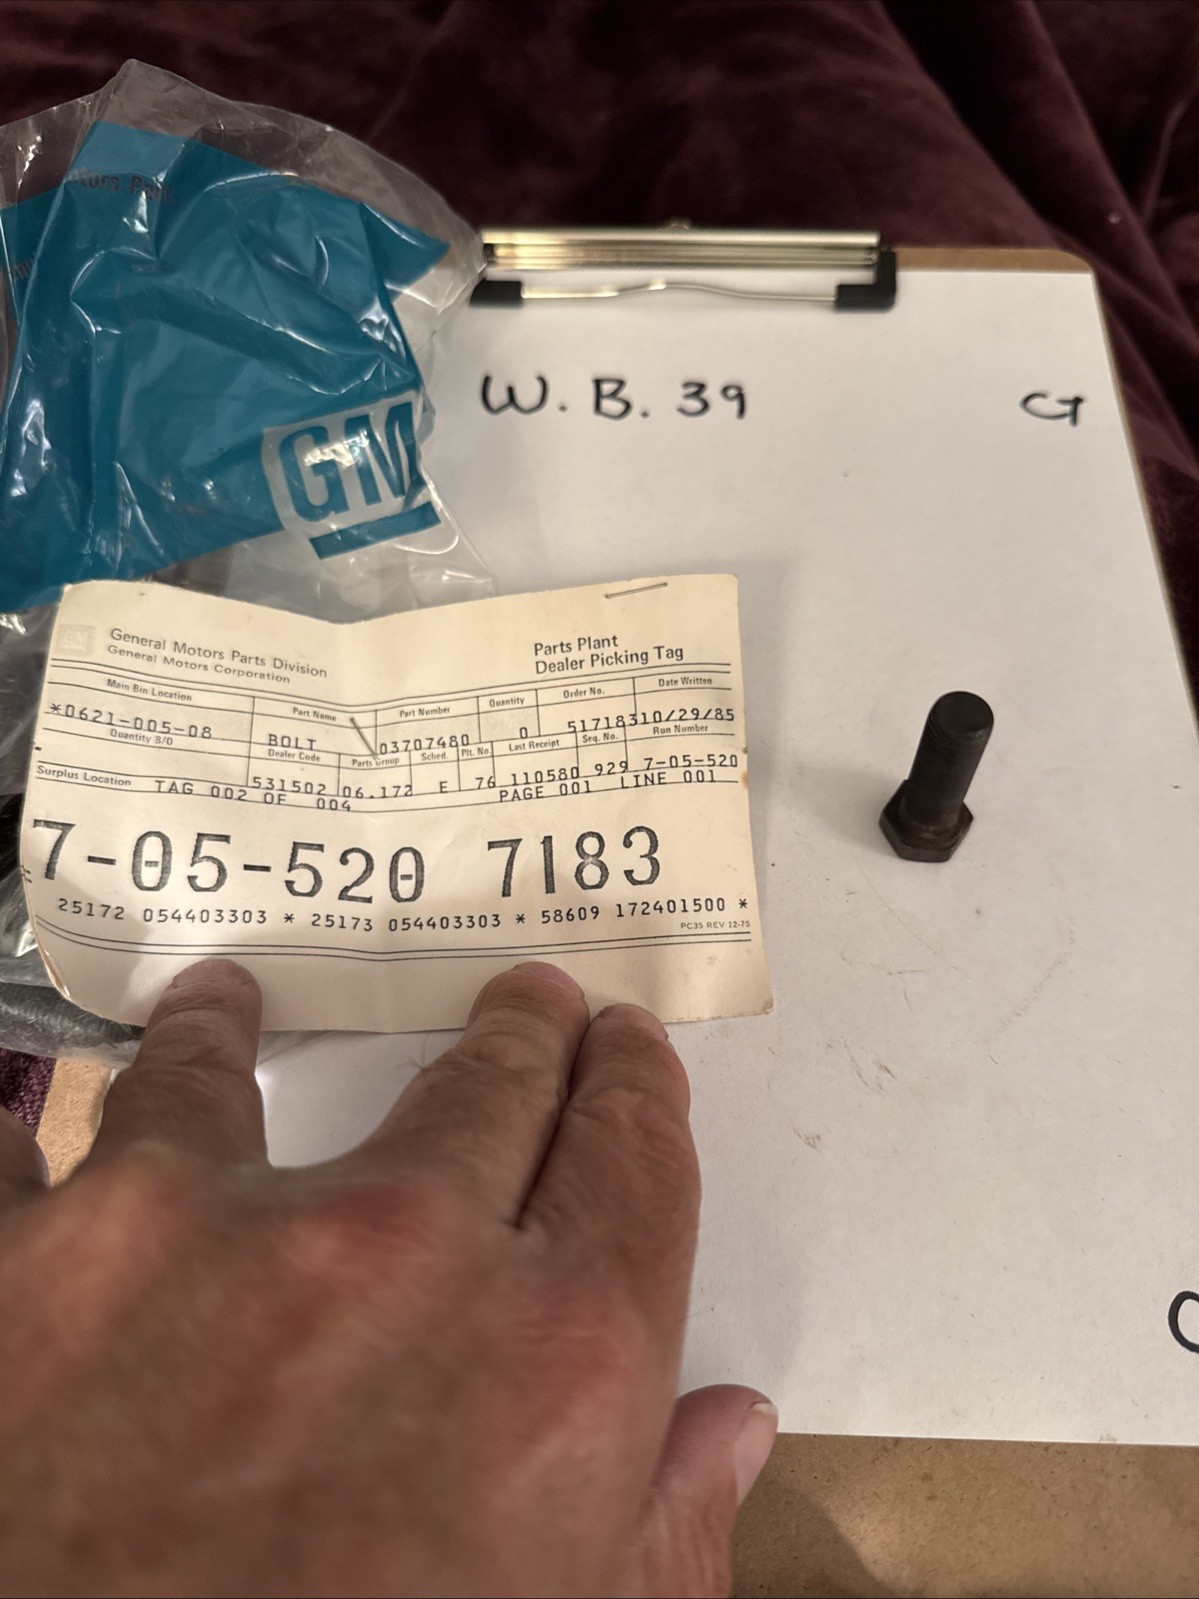 GM
W. B. 39
G
General Motors Parts Division
General Motors Corporation
Parts Plant
Dealer Picking Tag
Main Bin Location Part Name Part Number Quantity Order No. Date Written
*0621-005-08 BOLT 03707480 0 517183 10/29/85
Quantity B/O Dealer Code Parts Group Sched. Plt. No. Last Receipt Seq. No. Run Number
531502 06.172 E 76 110580 929 7-05-520
Surplus Location TAG 002 OF 004 PAGE 001 LINE 001
7-05-520 7183
25172 054403303 * 25173 054403303 * 58609 172401500 *
PC35 REV 12-75